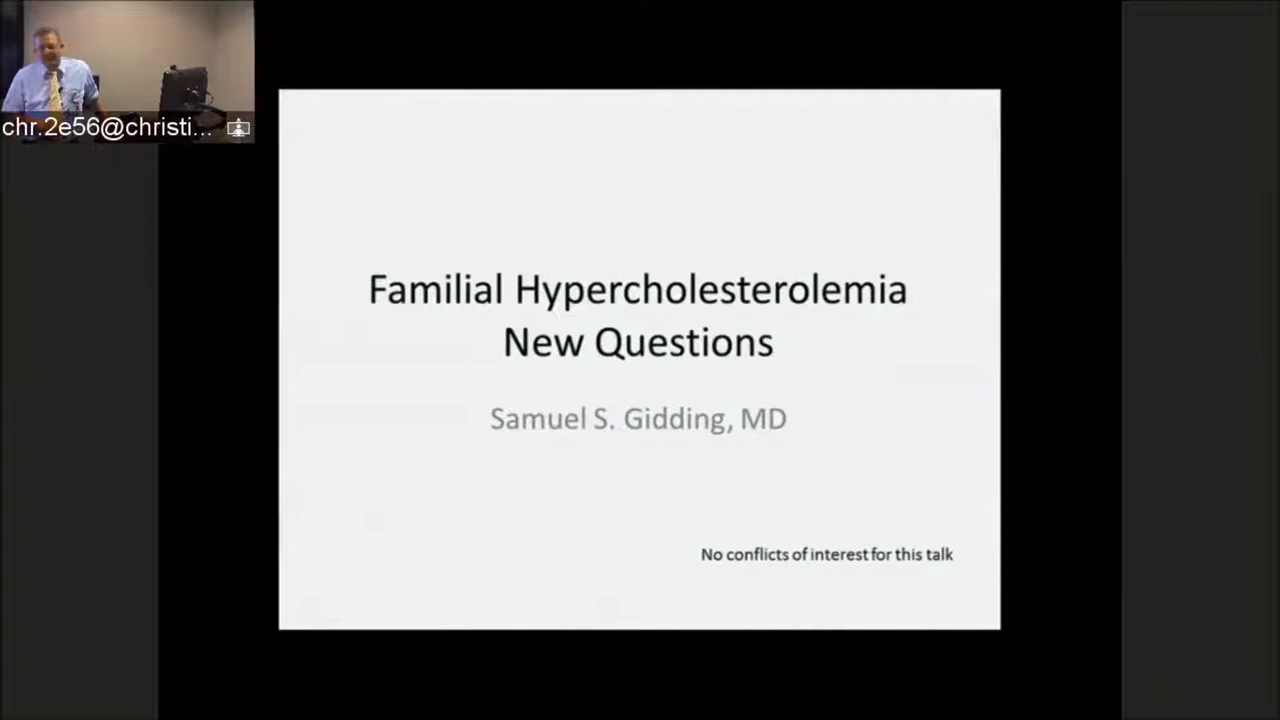 chr.2e56@christi...
Familial Hypercholesterolemia
New Questions
Samuel S. Gidding, MD
No conflicts of interest for this talk